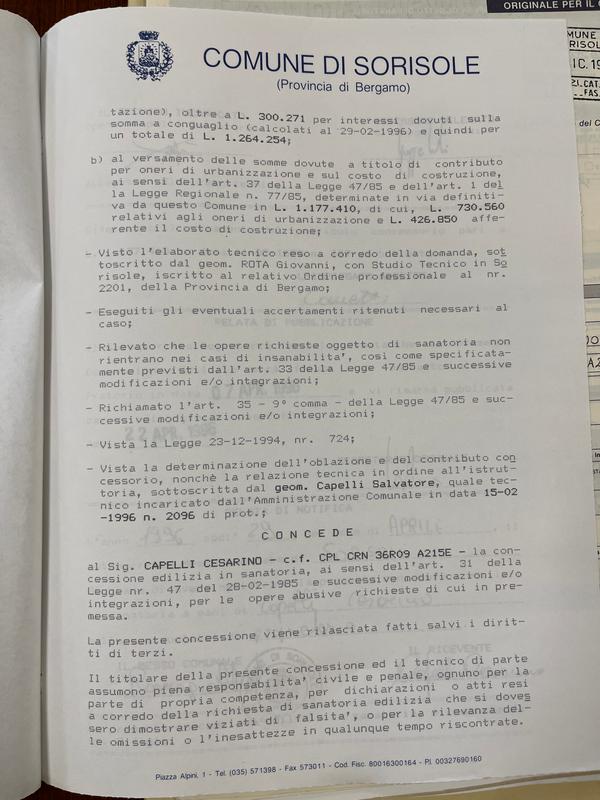 ORIGINALE PER IL
COMUNE DI SORISOLE
(Provincia di Bergamo)
tazione), oltre a L. 300.271 per interessi dovuti sulla
somma a conguaglio (calcolati al 29-02-1996) e quindi per
un totale di L. 1.264.254;
b) al versamento delle somme dovute a titolo di contributo
per oneri di urbanizzazione e sul costo di costruzione,
ai sensi dell'art. 37 della Legge 47/85 e dell'art. 1 del
la Legge Regionale n. 77/85, determinate in via definiti-
va da questo Comune in L. 1.177.410, di cui, L. 730.560
relativi agli oneri di urbanizzazione e L. 426.850 affe-
rente il costo di costruzione;
- Visto l'elaborato tecnico reso a corredo della domanda, sot
toscritto dal geom. ROTA Giovanni, con Studio Tecnico in So
risole, iscritto al relativo Ordine professionale al nr.
2201, della Provincia di Bergamo;
- Eseguiti gli eventuali accertamenti ritenuti necessari al
caso;
- Rilevato che le opere richieste oggetto di sanatoria non
rientrano nei casi di insanabilita', cosi come specificata-
mente previsti dall'art. 33 della Legge 47/85 e successive
modificazioni e/o integrazioni;
- Richiamato l'art. 35 - 9° comma - della Legge 47/85 e suc-
cessive modificazioni e/o integrazioni;
- Vista la Legge 23-12-1994, nr. 724;
- Vista la determinazione dell'oblazione e del contributo con
cessorio, nonchè la relazione tecnica in ordine all'istrut-
toria, sottoscritta dal geom. Capelli Salvatore, quale tec-
nico incaricato dall'Amministrazione Comunale in data 15-02
-1996 n. 2096 di prot.;
C O N C E D E
al Sig. CAPELLI CESARINO - c.f. CPL CRN 36R09 A215E - la con-
cessione edilizia in sanatoria, ai sensi dell'art. 31 della
Legge nr. 47 del 28-02-1985 e successive modificazioni e/o
integrazioni, per le opere abusive richieste di cui in pre-
messa.
La presente concessione viene rilasciata fatti salvi i dirit-
ti di terzi.
Il titolare della presente concessione ed il tecnico di parte
assumono piena responsabilita' civile e penale, ognuno per la
parte di propria competenza, per dichiarazioni o atti resi
a corredo della richiesta di sanatoria edilizia che si doves
sero dimostrare viziati di falsita', o per la rilevanza del-
le omissioni o l'inesattezze in qualunque tempo riscontrate.
Piazza Alpini, 1 - Tel. (035) 571398 - Fax 573011 - Cod. Fisc. 80016300164 - P.I. 00327690160